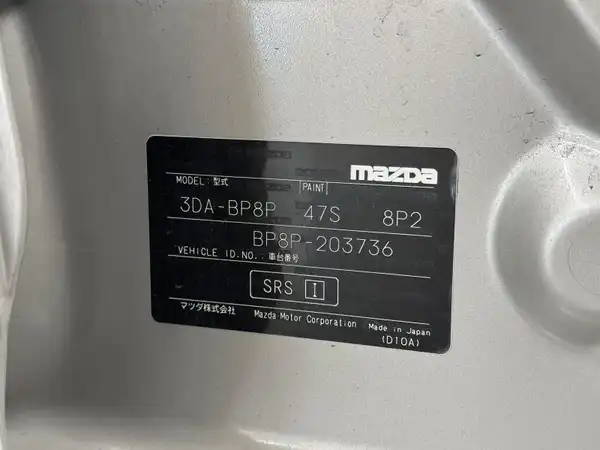 mazda
MODEL:型式 PAINT
3DA-BP8P 47S 8P2
BP8P-203736
VEHICLE ID.NO.:車台番号
SRS I
マツダ株式会社 Mazda Motor Corporation Made in Japan
(D10A)